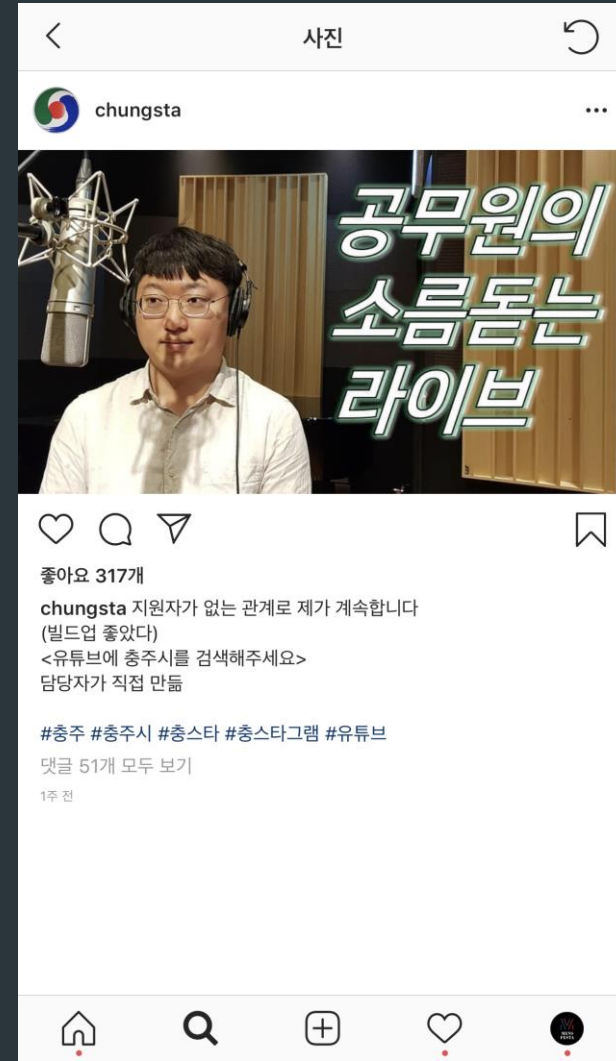 사진
chungsta
공무원의
소름돋는
라이브
좋아요 317개
chungsta 지원자가 없는 관계로 제가 계속합니다
(빌드업 좋았다)
<유튜브에 충주시를 검색해주세요>
담당자가 직접 만듦
#충주 #충주시 #충스타 #충스타그램 #유튜브
댓글 51개 모두 보기
1주 전